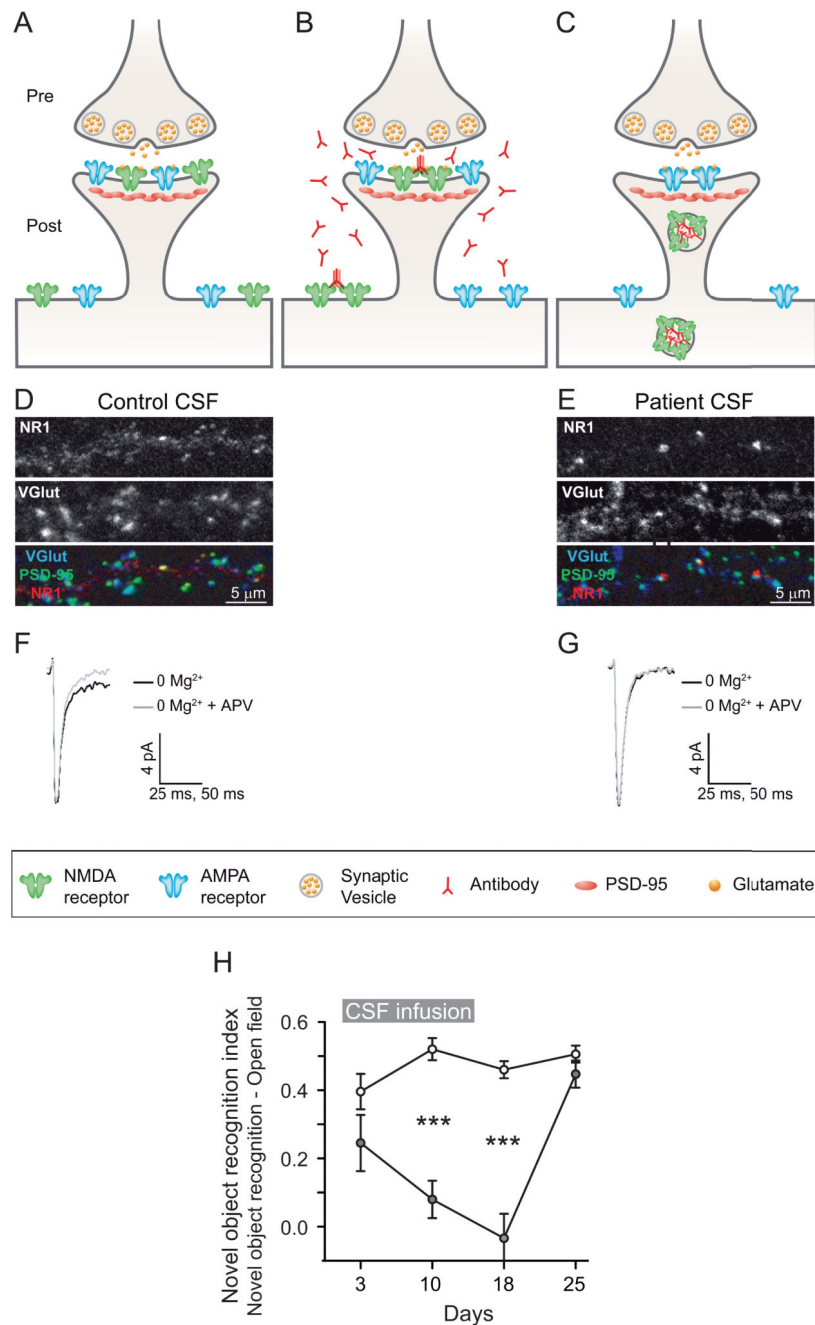 A
B
C
Pre
Post
D
Control CSF
E
Patient CSF
NR1
NR1
VGlut
VGlut
VGlut
PSD-95
NR1
5 μm
VGlut
PSD-95
NR1
5 μm
F
G
0 Mg²⁺
0 Mg²⁺ + APV
4 pA
25 ms, 50 ms
0 Mg²⁺
0 Mg²⁺ + APV
4 pA
25 ms, 50 ms
NMDA
receptor
AMPA
receptor
Synaptic
Vesicle
Antibody
PSD-95
Glutamate
H
CSF infusion
Novel object recognition index
Novel object recognition - Open field
0.6
0.4
0.2
0.0
***
***
3
10
18
25
Days